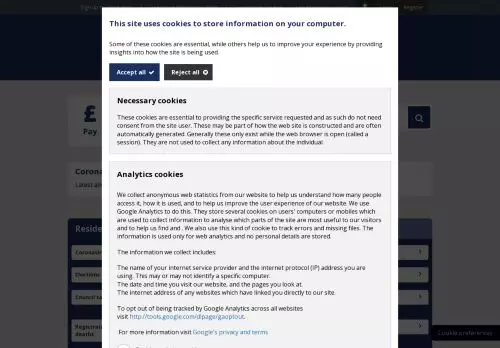 Sign up
Register
This site uses cookies to store information on your computer.
Some of these cookies are essential, while others help us to improve your experience by providing
insights into how the site is being used.
Accept all
Reject all
£
Pay
Necessary cookies
These cookies are essential to providing the specific service requested and as such do not need
consent from the site user. These may be part of how the web site is constructed and are often
automatically generated. Generally these only exist while the web browser is open (called a
session). They are not used to collect any information about the individual.
Analytics cookies
Corona
Latest
We collect anonymous web statistics from our website to help us understand how many people
access it, how it is used, and to help us improve the user experience of our website. We use
Google Analytics to do this. They store several cookies on users' computers or mobiles which
are used to collect information to analyse which parts of the site are most useful to our visitors
and to help us find and . We also use this kind of cookie to track errors and missing files. The
information is used only for web analytics and no personal details are stored.
Reside
The information we collect includes:
Coronavirus
The name of your internet service provider and the internet protocol (IP) address you are
using. This may or may not identify a specific computer.
The date and time you visit our website, and the pages you look at.
The internet address of any websites which have linked you directly to our site.
Elections
Council ta
To opt out of being tracked by Google Analytics across all websites
visit http://tools.google.com/dlpage/gaoptout.
Registrati
deaths
For more information visit Google's privacy and terms
Cookie preferences